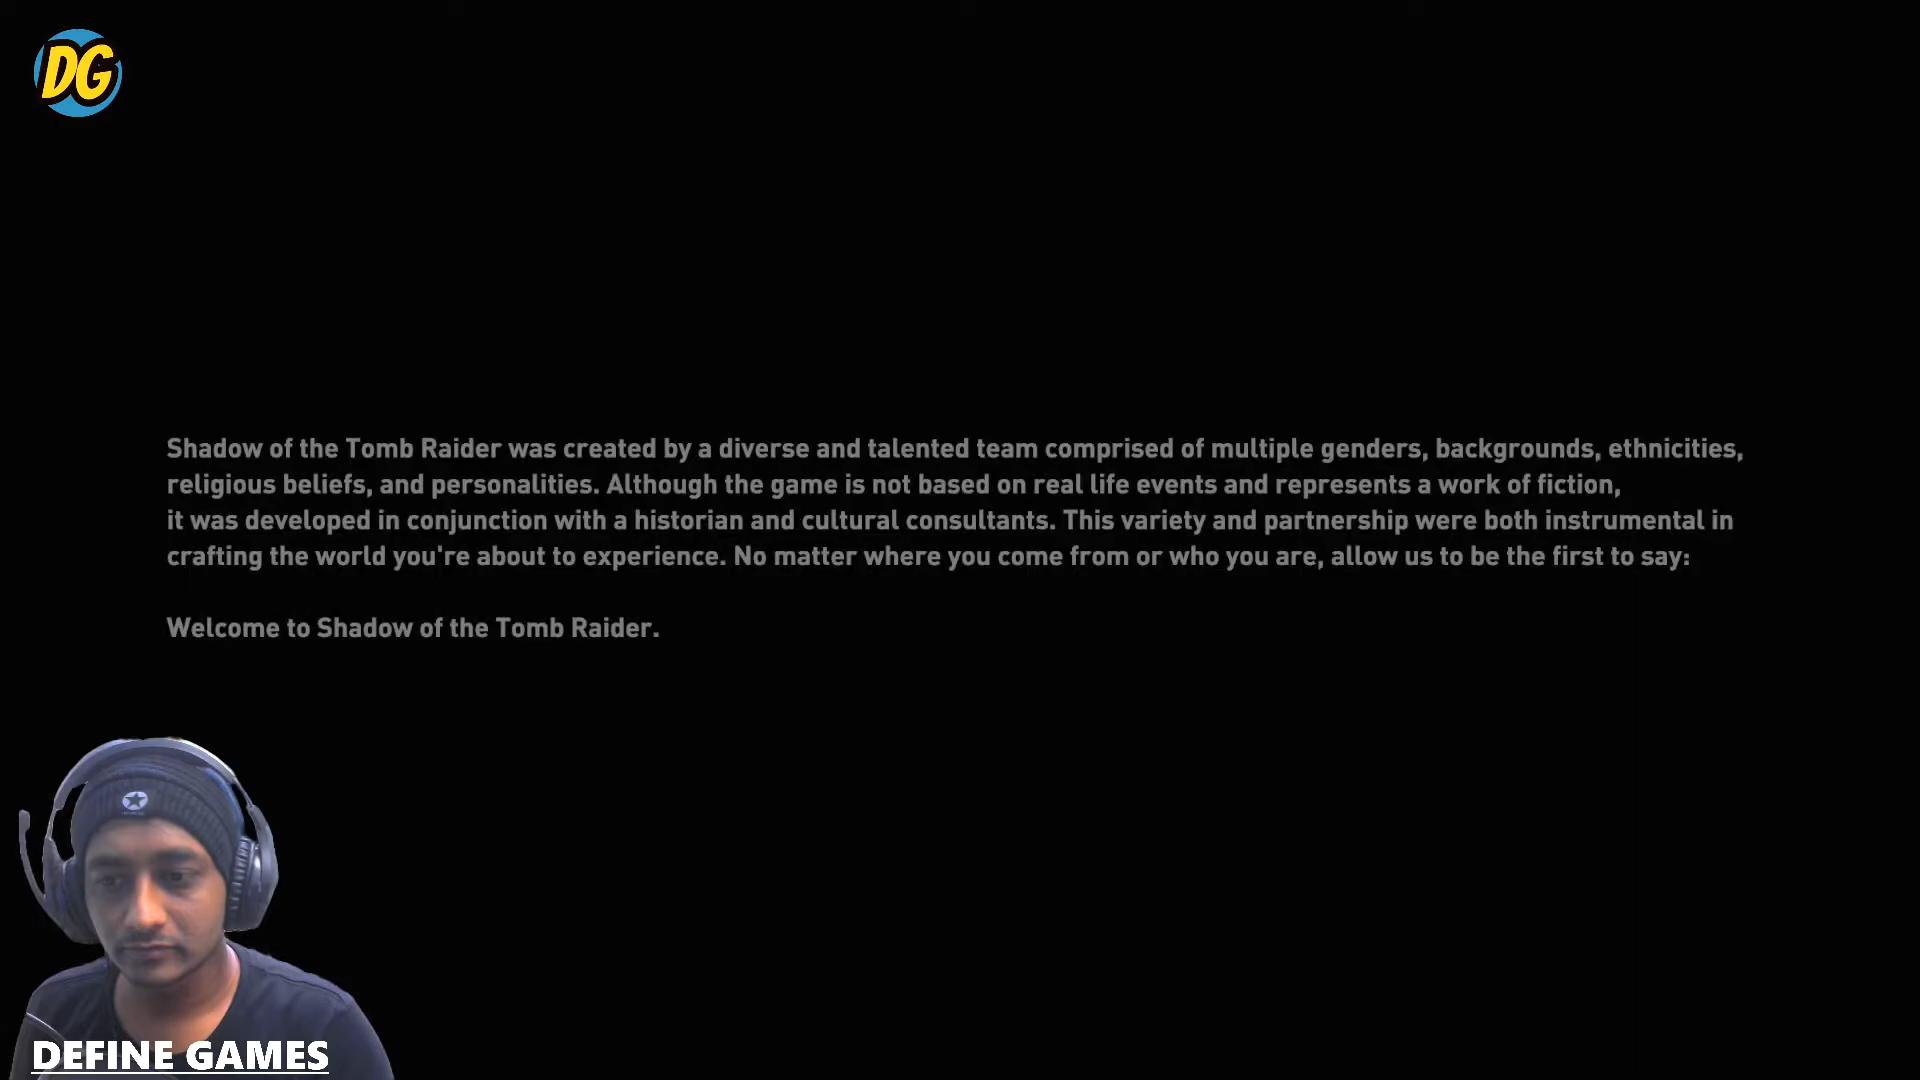 DG
Shadow of the Tomb Raider was created by a diverse and talented team comprised of multiple genders, backgrounds, ethnicities,
religious beliefs, and personalities. Although the game is not based on real life events and represents a work of fiction,
it was developed in conjunction with a historian and cultural consultants. This variety and partnership were both instrumental in
crafting the world you're about to experience. No matter where you come from or who you are, allow us to be the first to say:
Welcome to Shadow of the Tomb Raider.
DEFINE GAMES